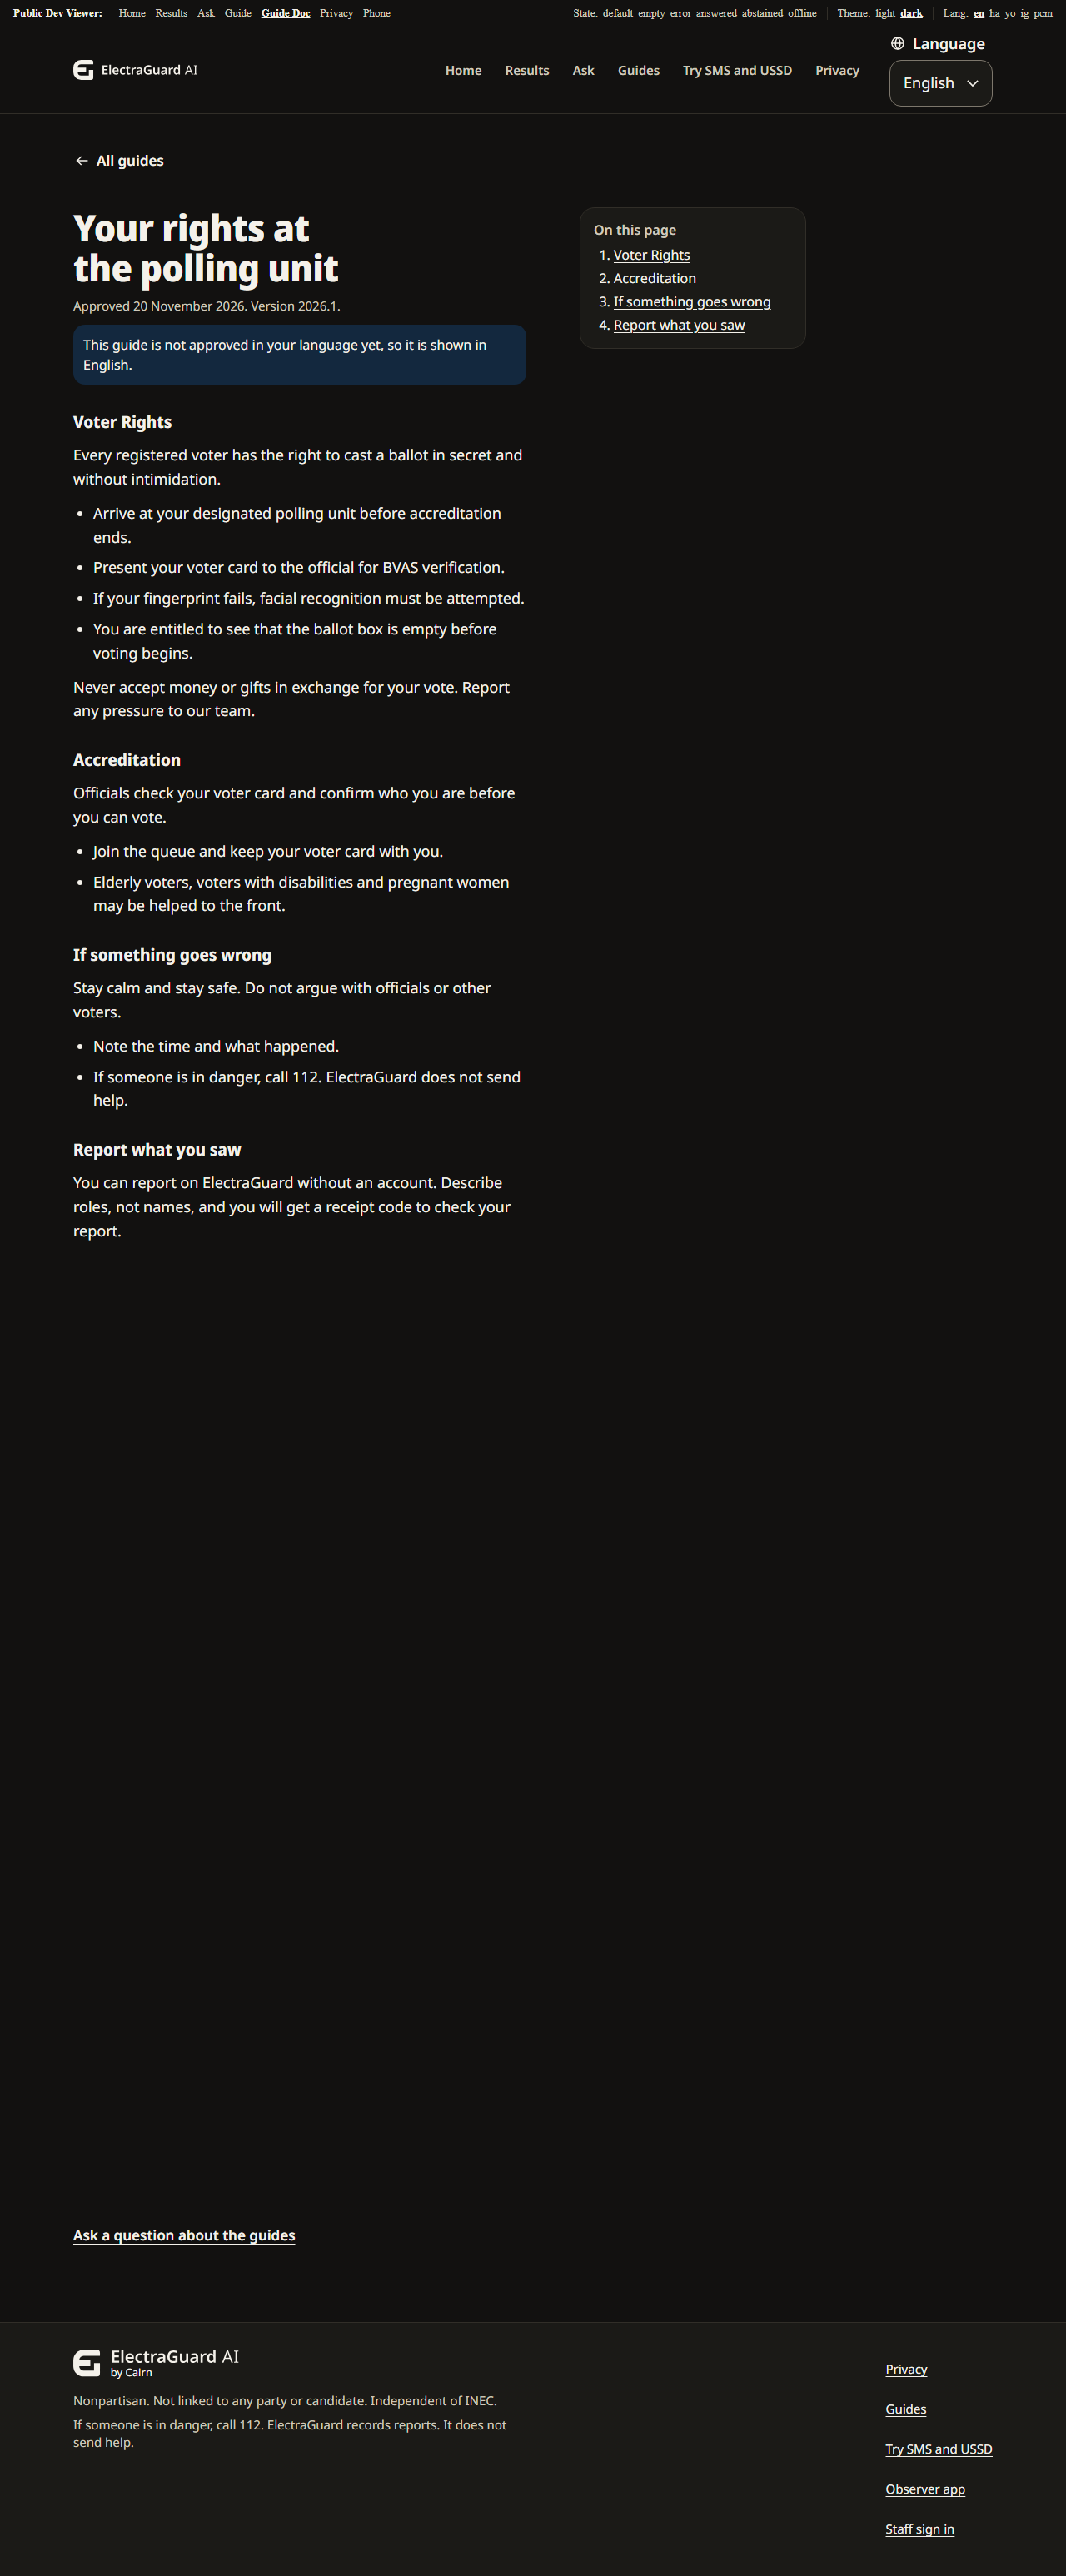 Public Dev Viewer: Home Results Ask Guide Guide Doc Privacy Phone State: default empty error answered abstained offline Theme: light dark Lang: en ha yo ig pcm
ElectraGuard AI
Home Results Ask Guides Try SMS and USSD Privacy
Language
English
All guides
Your rights at
the polling unit
Approved 20 November 2026. Version 2026.1.
This guide is not approved in your language yet, so it is shown in
English.
On this page
1. Voter Rights
2. Accreditation
3. If something goes wrong
4. Report what you saw
Voter Rights
Every registered voter has the right to cast a ballot in secret and
without intimidation.
• Arrive at your designated polling unit before accreditation
ends.
• Present your voter card to the official for BVAS verification.
• If your fingerprint fails, facial recognition must be attempted.
• You are entitled to see that the ballot box is empty before
voting begins.
Never accept money or gifts in exchange for your vote. Report
any pressure to our team.
Accreditation
Officials check your voter card and confirm who you are before
you can vote.
• Join the queue and keep your voter card with you.
• Elderly voters, voters with disabilities and pregnant women
may be helped to the front.
If something goes wrong
Stay calm and stay safe. Do not argue with officials or other
voters.
• Note the time and what happened.
• If someone is in danger, call 112. ElectraGuard does not send
help.
Report what you saw
You can report on ElectraGuard without an account. Describe
roles, not names, and you will get a receipt code to check your
report.
Ask a question about the guides
ElectraGuard AI
by Cairn
Nonpartisan. Not linked to any party or candidate. Independent of INEC.
If someone is in danger, call 112. ElectraGuard records reports. It does not
send help.
Privacy
Guides
Try SMS and USSD
Observer app
Staff sign in